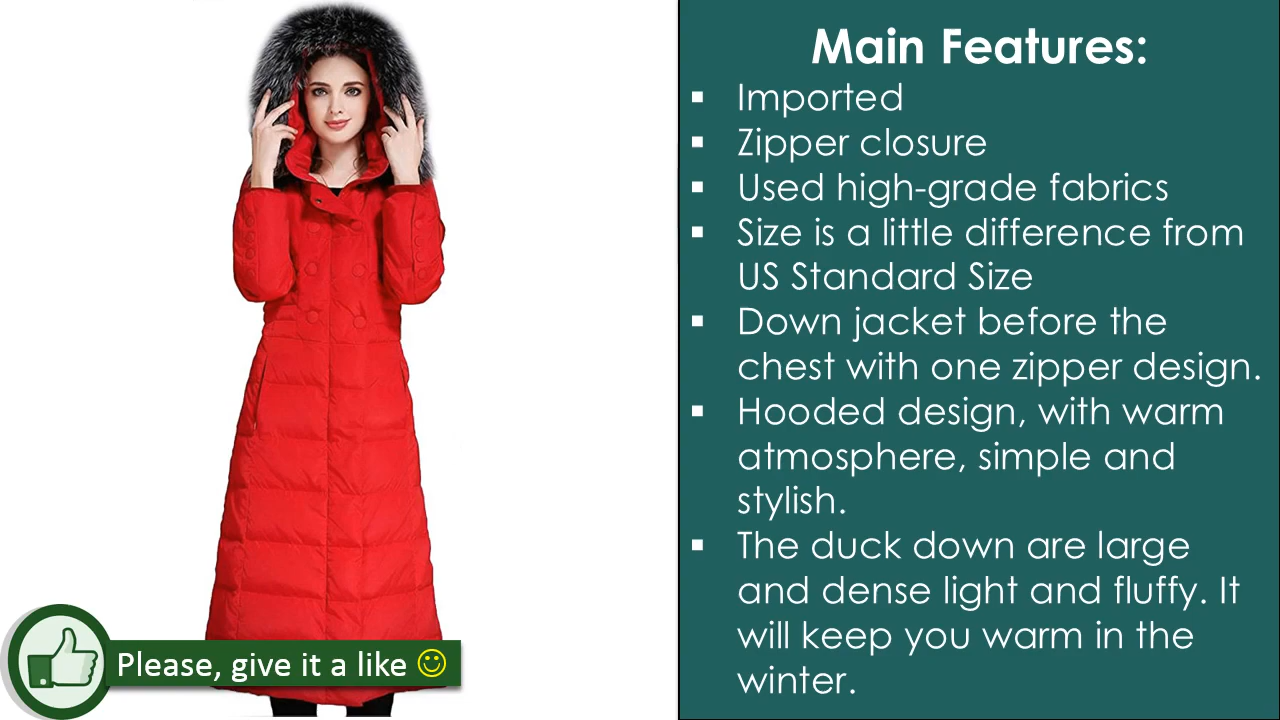 Main Features:
▪ Imported
▪ Zipper closure
▪ Used high-grade fabrics
▪ Size is a little difference from
US Standard Size
▪ Down jacket before the
chest with one zipper design.
▪ Hooded design, with warm
atmosphere, simple and
stylish.
▪ The duck down are large
and dense light and fluffy. It
will keep you warm in the
winter.
Please, give it a like ☺